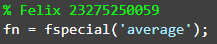 % Felix 23275250059
fn = fspecial('average');